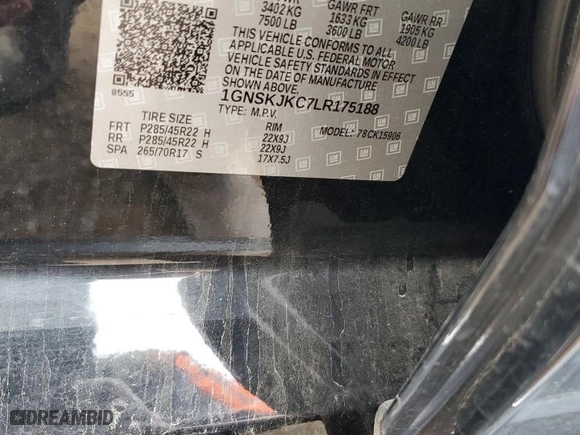 GAWR FRT GAWR RR
3402 KG 1633 KG 1905 KG
7500 LB 3600 LB 4200 LB
THIS VEHICLE CONFORMS TO ALL
APPLICABLE U.S. FEDERAL MOTOR
VEHICLE SAFETY STANDARDS IN EFFECT
ON THE DATE OF MANUFACTURE
SHOWN ABOVE.
8555
1GNSKJKC7LR175188
TYPE: M.P.V.
MODEL: 78CK15906
TIRE SIZE RIM
FRT P285/45R22 H 22X9J
RR P285/45R22 H 22X9J
SPA 265/70R17 S 17X7.5J
GM
DREAMBID